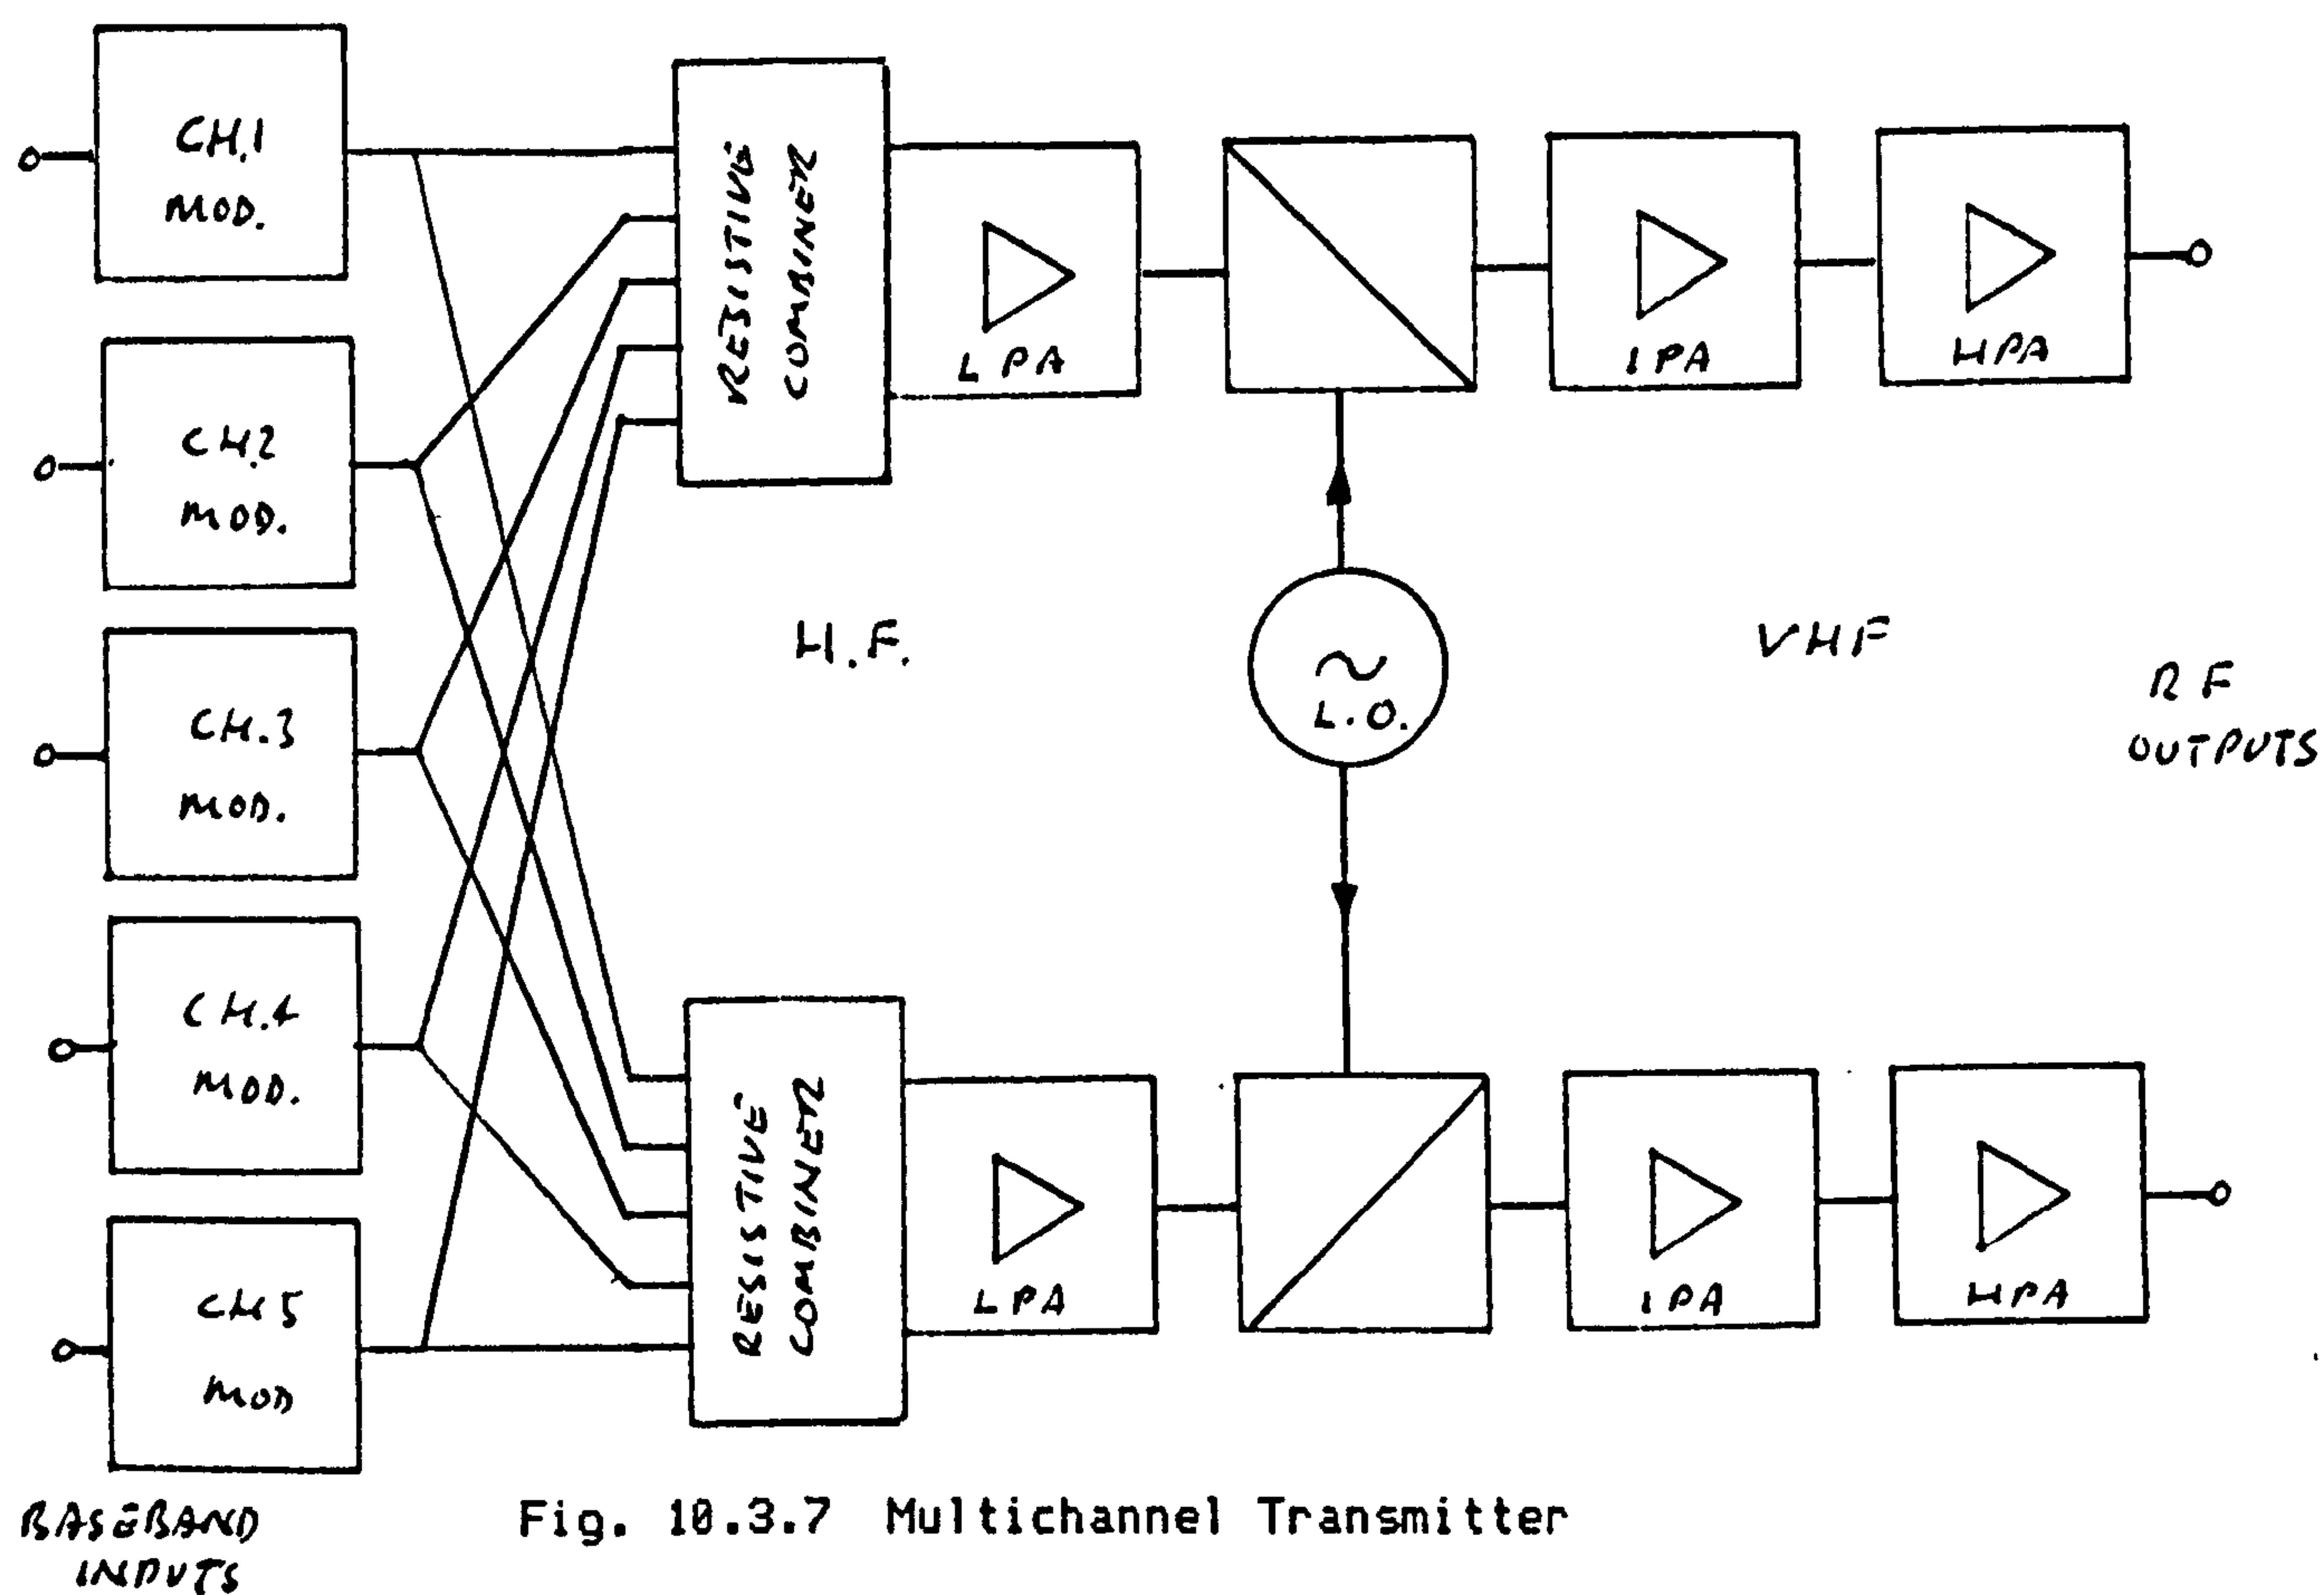 CH.1
MOD.
CH.2
MOD.
CH.3
MOD.
CH.4
MOD.
CH 5
MOD
BASEBAND
INPUTS
RESISTIVE
COMBINER
LPA
IPA
HPA
H.F.
L.O.
VHF
RF
OUTPUTS
RESISTIVE
COMBINER
LPA
IPA
HPA
Fig. 10.3.7 Multichannel Transmitter